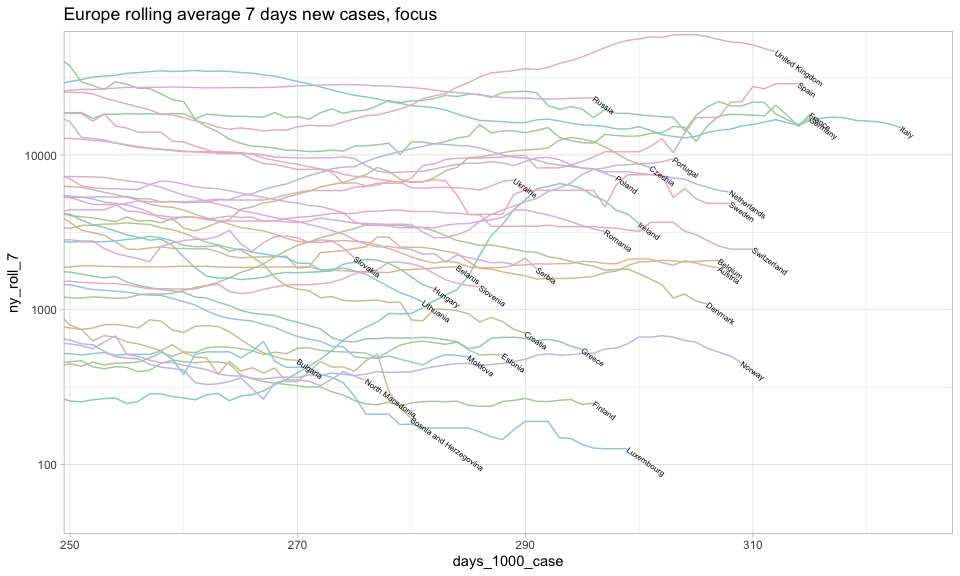 Europe rolling average 7 days new cases, focus
ny_roll_7
10000
1000
100
United Kingdom
Spain
Russia
Germany
Italy
Portugal
Czechia
Poland
Ukraine
Netherlands
Sweden
Ireland
Romania
Switzerland
Slovakia
Belarus
Serbia
Belgium
Austria
Slovenia
Hungary
Lithuania
Denmark
Croatia
Greece
Estonia
Moldova
Bulgaria
Norway
North Macedonia
Finland
Bosnia and Herzegovina
Luxembourg
250
270
290
310
days_1000_case